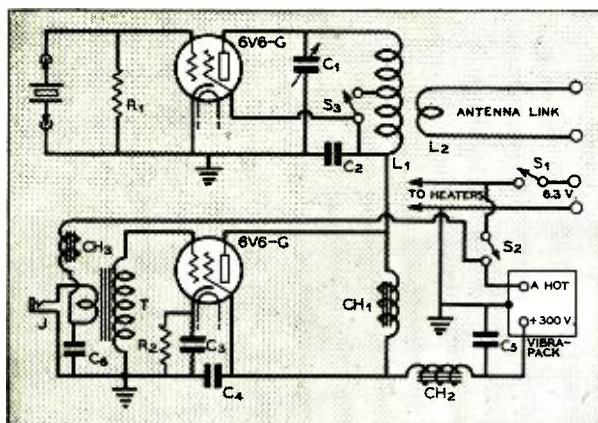 6V6-G
C1
R1
S3
C2
L1
L2
ANTENNA LINK
S1
6.3 V.
TO HEATERS
S2
CH3
6V6-G
T
J
C6
R2
C3
C4
CH1
CH2
C5
A HOT
+300 V.
VIBRA-
PACK